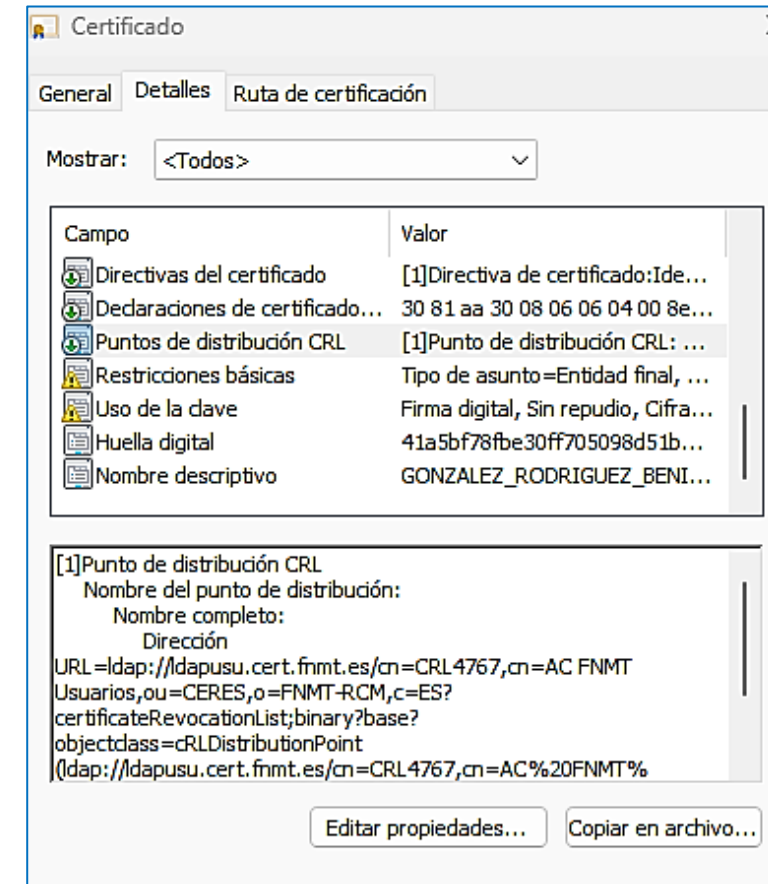 Certificado
General Detalles Ruta de certificación
Mostrar: <Todos>
Campo Valor
Directivas del certificado [1]Directiva de certificado:Ide...
Declaraciones de certificado... 30 81 aa 30 08 06 06 04 00 8e...
Puntos de distribución CRL [1]Punto de distribución CRL: ...
Restricciones básicas Tipo de asunto=Entidad final, ...
Uso de la clave Firma digital, Sin repudio, Cifra...
Huella digital 41a5bf78fbe30ff705098d51b...
Nombre descriptivo GONZALEZ_RODRIGUEZ_BENI...
[1]Punto de distribución CRL
Nombre del punto de distribución:
Nombre completo:
Dirección
URL=ldap://ldapusu.cert.fnmt.es/cn=CRL4767,cn=AC FNMT
Usuarios,ou=CERES,o=FNMT-RCM,c=ES?
certificateRevocationList;binary?base?
objectclass=cRLDistributionPoint
(ldap://ldapusu.cert.fnmt.es/cn=CRL4767,cn=AC%20FNMT%
Editar propiedades... Copiar en archivo...